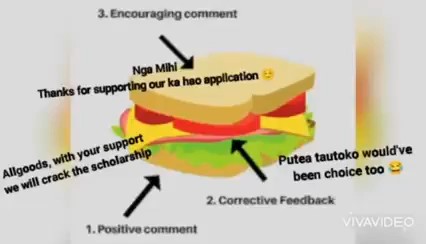 3. Encouraging comment
Nga Mihi
Thanks for supporting our ka hao application 😊
Allgoods, with your support
we will crack the scholarship
Putea tautoko would've
been choice too 😂
2. Corrective Feedback
1. Positive comment
VIVAVIDEO